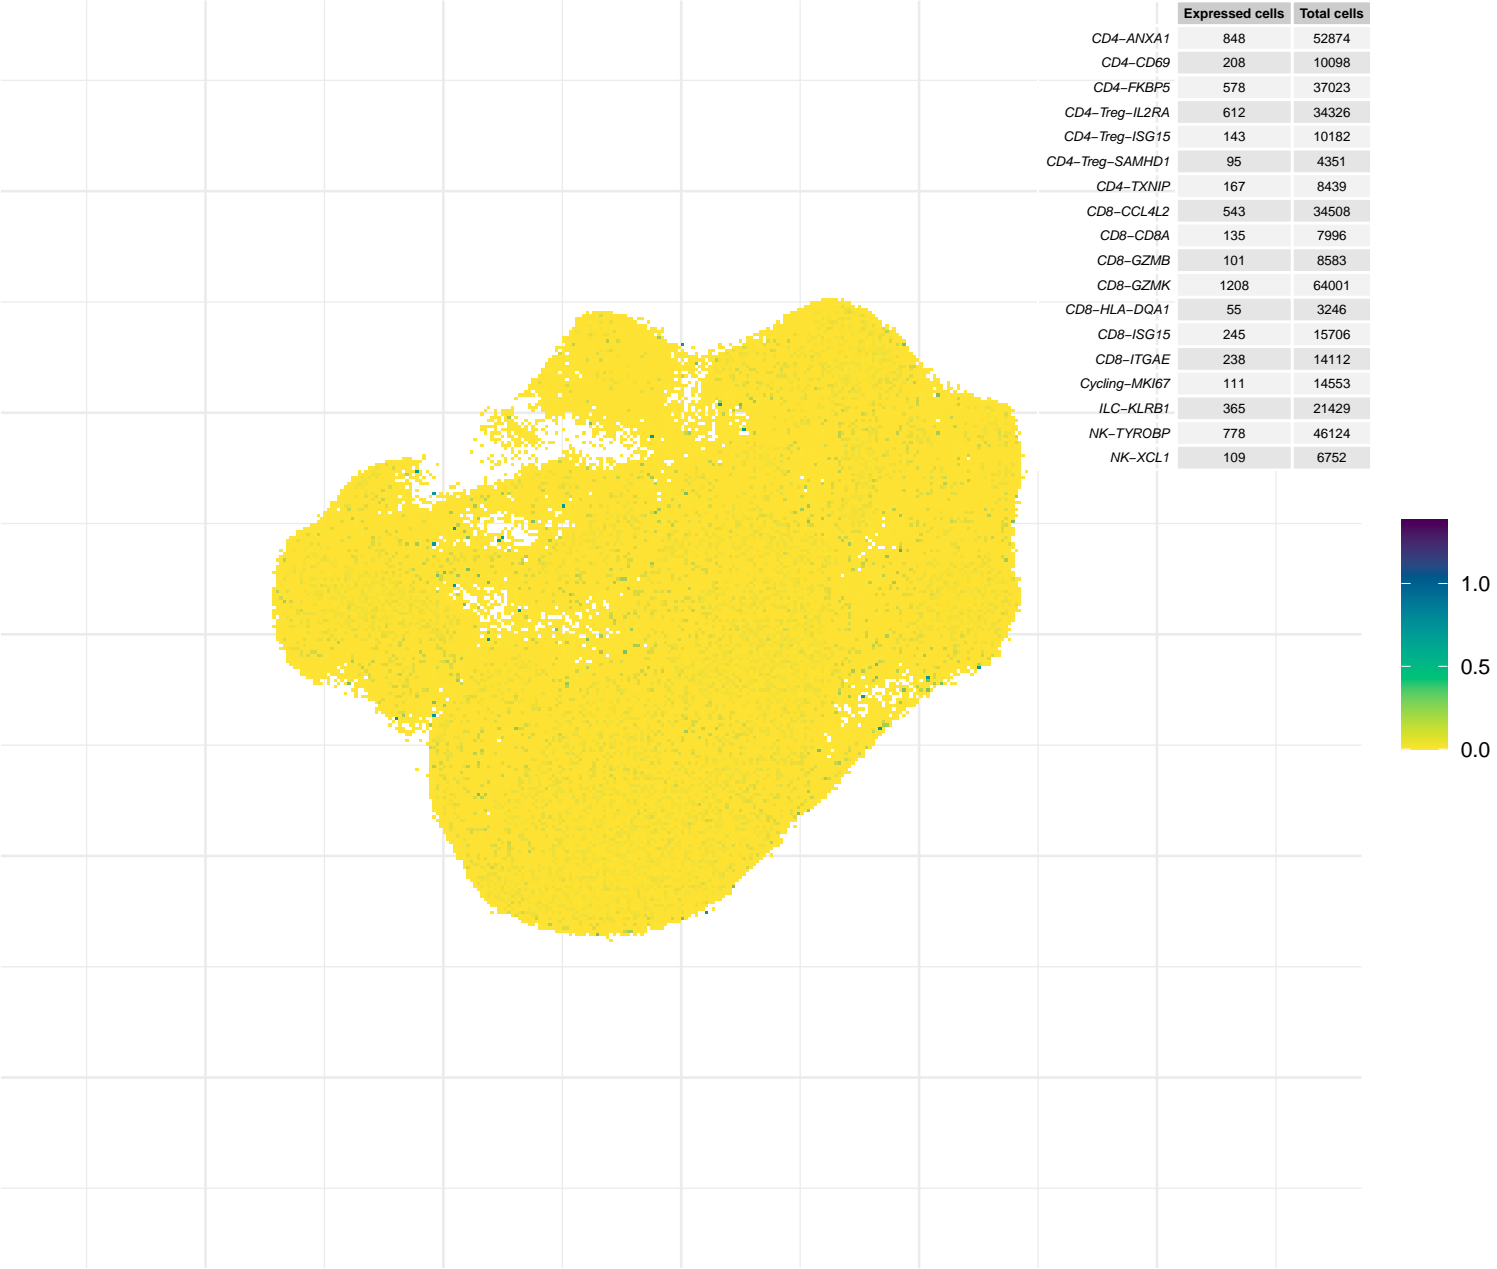 Expressed cells Total cells
CD4−ANXA1 848 52874
CD4−CD69 208 10098
CD4−FKBP5 578 37023
CD4−Treg−IL2RA 612 34326
CD4−Treg−ISG15 143 10182
CD4−Treg−SAMHD1 95 4351
CD4−TXNIP 167 8439
CD8−CCL4L2 543 34508
CD8−CD8A 135 7996
CD8−GZMB 101 8583
CD8−GZMK 1208 64001
CD8−HLA−DQA1 55 3246
CD8−ISG15 245 15706
CD8−ITGAE 238 14112
Cycling−MKI67 111 14553
ILC−KLRB1 365 21429
NK−TYROBP 778 46124
NK−XCL1 109 6752
1.0
0.5
0.0